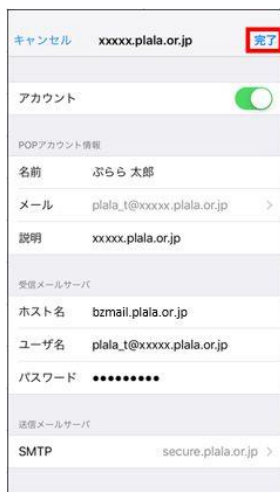 キャンセル xxxxx.plala.or.jp 完了
アカウント
POPアカウント情報
名前 ぷらら 太郎
メール plala_t@xxxxx.plala.or.jp >
説明 xxxxx.plala.or.jp
受信メールサーバ
ホスト名 bzmail.plala.or.jp
ユーザ名 plala_t@xxxxx.plala.or.jp
パスワード ●●●●●●●●●
送信メールサーバ
SMTP secure.plala.or.jp >